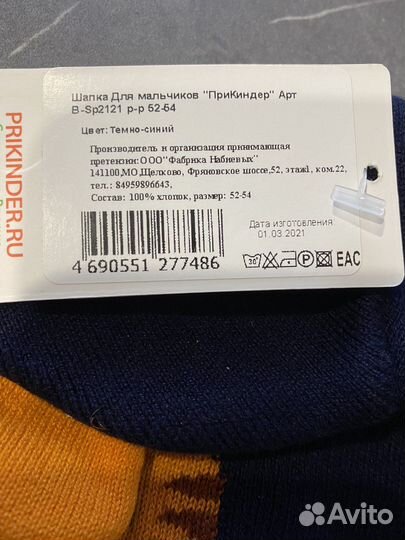 Шапка Для мальчиков "ПриКиндер" Арт
B-Sp2121 р-р 52-54
Цвет: Темно-синий
Производитель и организация принимающая
претензии: ООО"Фабрика Набивных"
141100,МО,Щелково, Фряновское шоссе,52, этаж1, ком.22,
тел.: 84959896643,
Состав: 100% хлопок, размер: 52-54
Дата изготовления
01.03.2021
4 690551 277486
30
EAC
PRIKINDER.RU
Avito